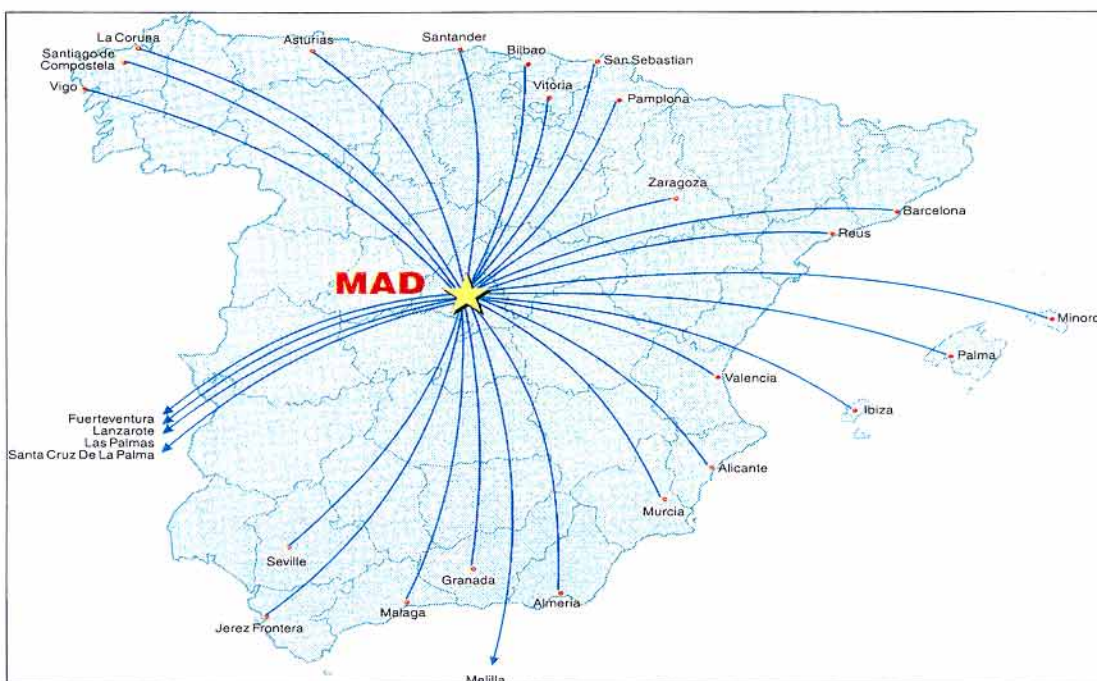 La Coruna
Santiago de
Compostela
Vigo
Asturias
Santander
Bilbao
San Sebastian
Vitoria
Pamplona
Zaragoza
Barcelona
Reus
MAD
Minorc
Palma
Valencia
Ibiza
Fuerteventura
Lanzarote
Las Palmas
Santa Cruz De La Palma
Alicante
Murcia
Seville
Granada
Almeria
Malaga
Jerez Frontera
Melilla